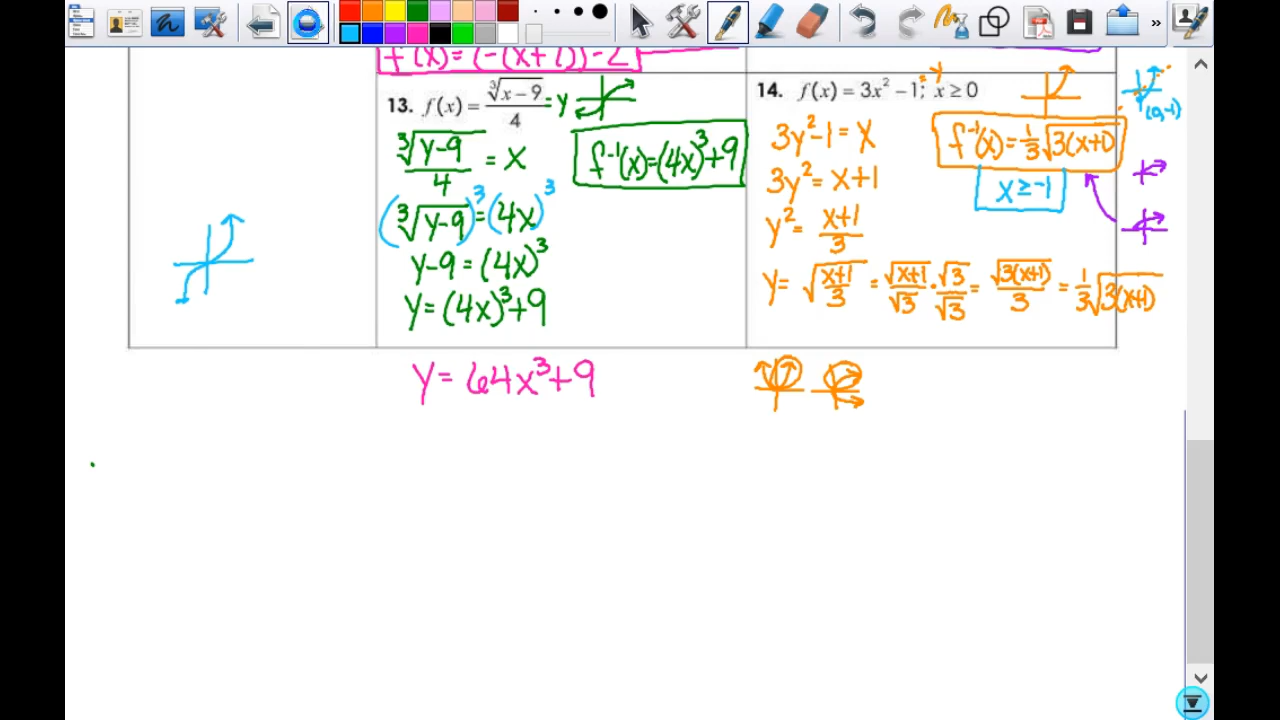 f⁻¹(x) = (-(x+7))-2
13. f(x) = ∛(x – 9)/4 = y
∛(y-9)/4 = x
(∛(y-9))³ = (4x)³
y-9 = (4x)³
y = (4x)³+9
f⁻¹(x)=(4x)³+9
y = 64x³+9
14. f(x) = 3x² – 1; x ≥ 0
= y
3y²-1 = x
3y² = x+1
y² = (x+1)/3
y = √((x+1)/3) = √(x+1)/√3 · √3/√3 = √(3(x+1))/3 = 1/3 √(3(x+1))
f⁻¹(x) = 1/3 √(3(x+1))
x ≥ -1
(0,-1)